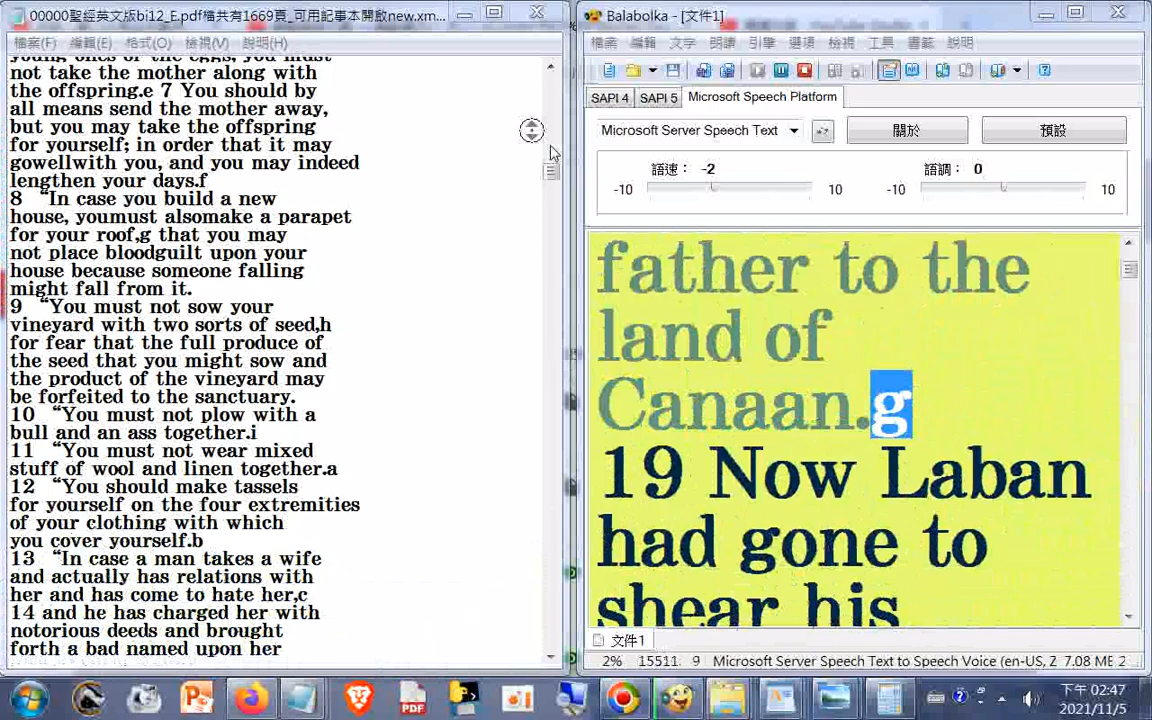 00000聖經英文版bi12_E.pdf檔共有1669頁_可用記事本開啟new.xm...
檔案(F) 編輯(E) 格式(O) 檢視(V) 說明(H)
young ones or the eggs, you must
not take the mother along with
the offspring.e 7 You should by
all means send the mother away,
but you may take the offspring
for yourself; in order that it may
gowellwith you, and you may indeed
lengthen your days.f
8 “In case you build a new
house, youmust alsomake a parapet
for your roof,g that you may
not place bloodguilt upon your
house because someone falling
might fall from it.
9 “You must not sow your
vineyard with two sorts of seed,h
for fear that the full produce of
the seed that you might sow and
the product of the vineyard may
be forfeited to the sanctuary.
10 “You must not plow with a
bull and an ass together.i
11 “You must not wear mixed
stuff of wool and linen together.a
12 “You should make tassels
for yourself on the four extremities
of your clothing with which
you cover yourself.b
13 “In case a man takes a wife
and actually has relations with
her and has come to hate her,c
14 and he has charged her with
notorious deeds and brought
forth a bad named upon her
Balabolka - [文件1]
檔案 編輯 文字 朗讀 引擎 選項 檢視 工具 書籤 說明
SAPI 4 SAPI 5 Microsoft Speech Platform
Microsoft Server Speech Text 關於 預設
語速： -2 語調： 0
-10 10 -10 10
father to the
land of
Canaan.g
19 Now Laban
had gone to
shear his
文件1
2% 15511. 9 Microsoft Server Speech Text to Speech Voice (en-US, Z 7.08 ME 2
PDF
下午 02:47
2021/11/5